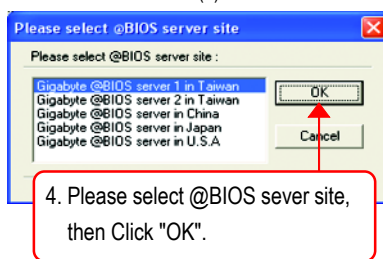 Please select @BIOS server site
Please select @BIOS server site :
Gigabyte @BIOS server 1 in Taiwan
Gigabyte @BIOS server 2 in Taiwan
Gigabyte @BIOS server in China
Gigabyte @BIOS server in Japan
Gigabyte @BIOS server in U.S.A
OK
Cancel
4. Please select @BIOS sever site,
then Click "OK".